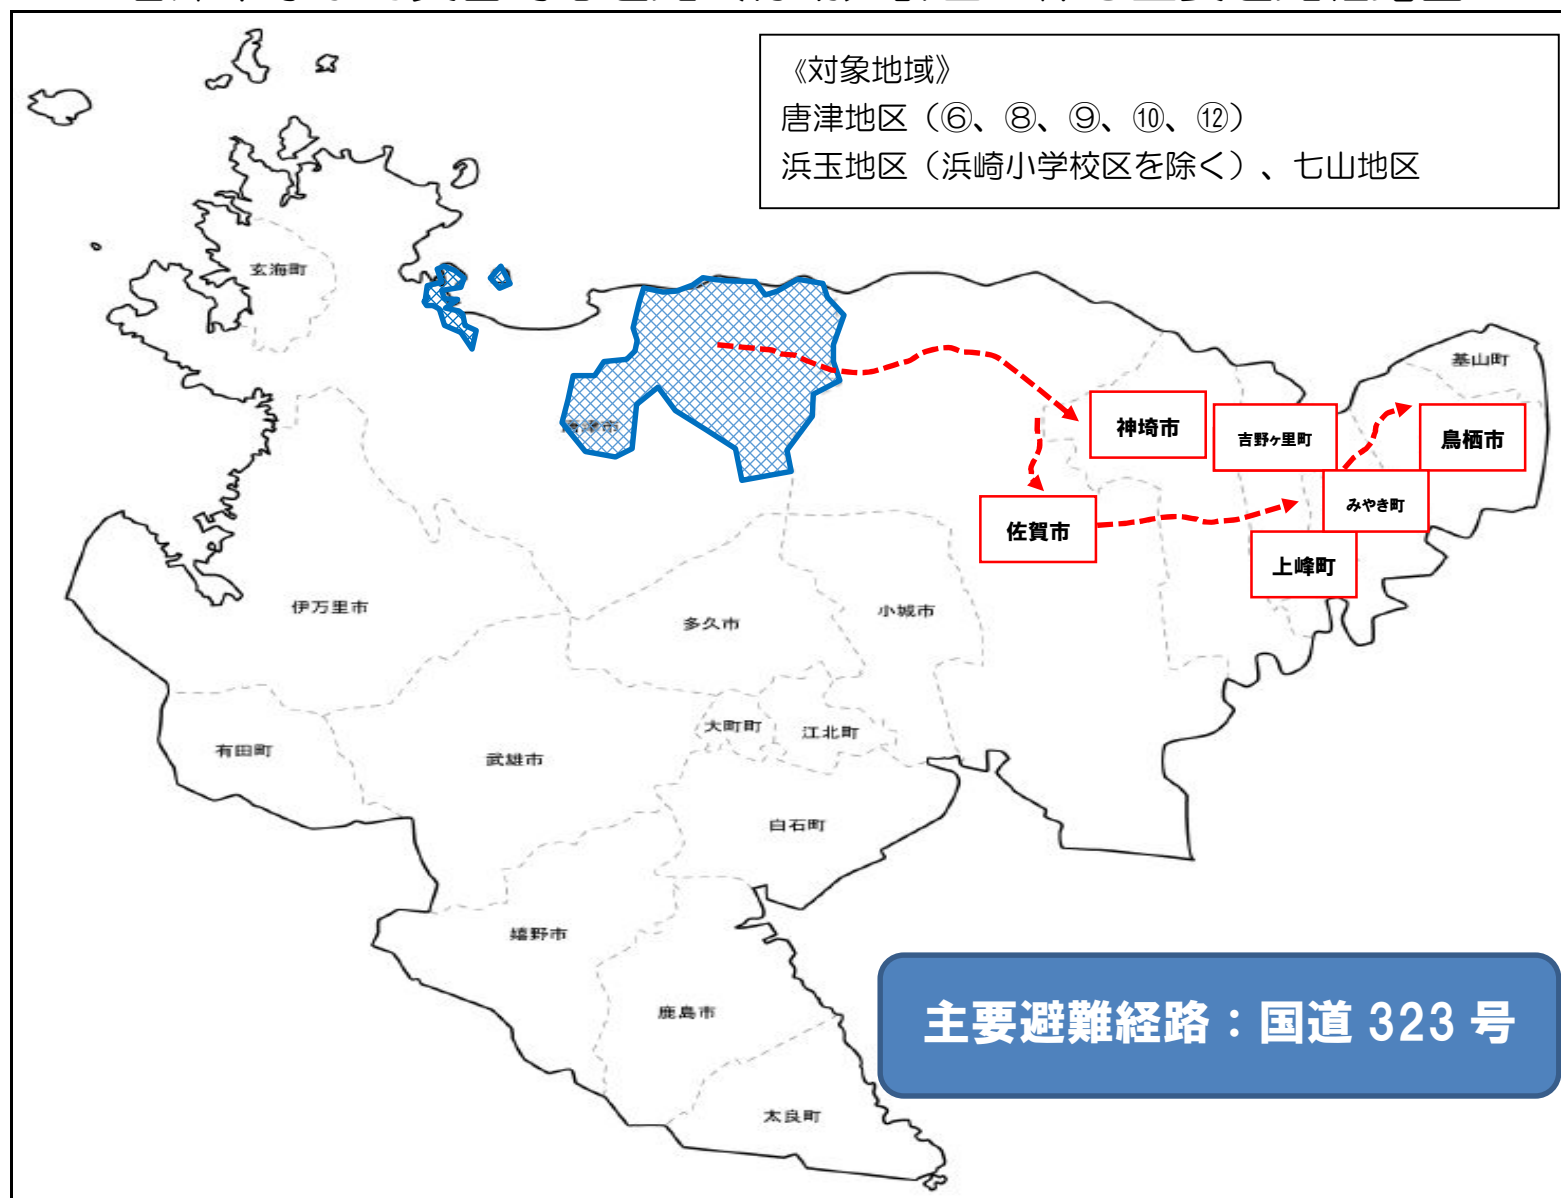 《対象地域》
唐津地区（⑥、⑧、⑨、⑩、⑫）
浜玉地区（浜崎小学校区を除く）、七山地区
玄海町
基山町
神埼市
吉野ヶ里町
鳥栖市
唐津市
みやき町
佐賀市
上峰町
伊万里市
多久市
小城市
大町町
江北町
有田町
武雄市
白石町
嬉野市
鹿島市
主要避難経路：国道 323 号
太良町